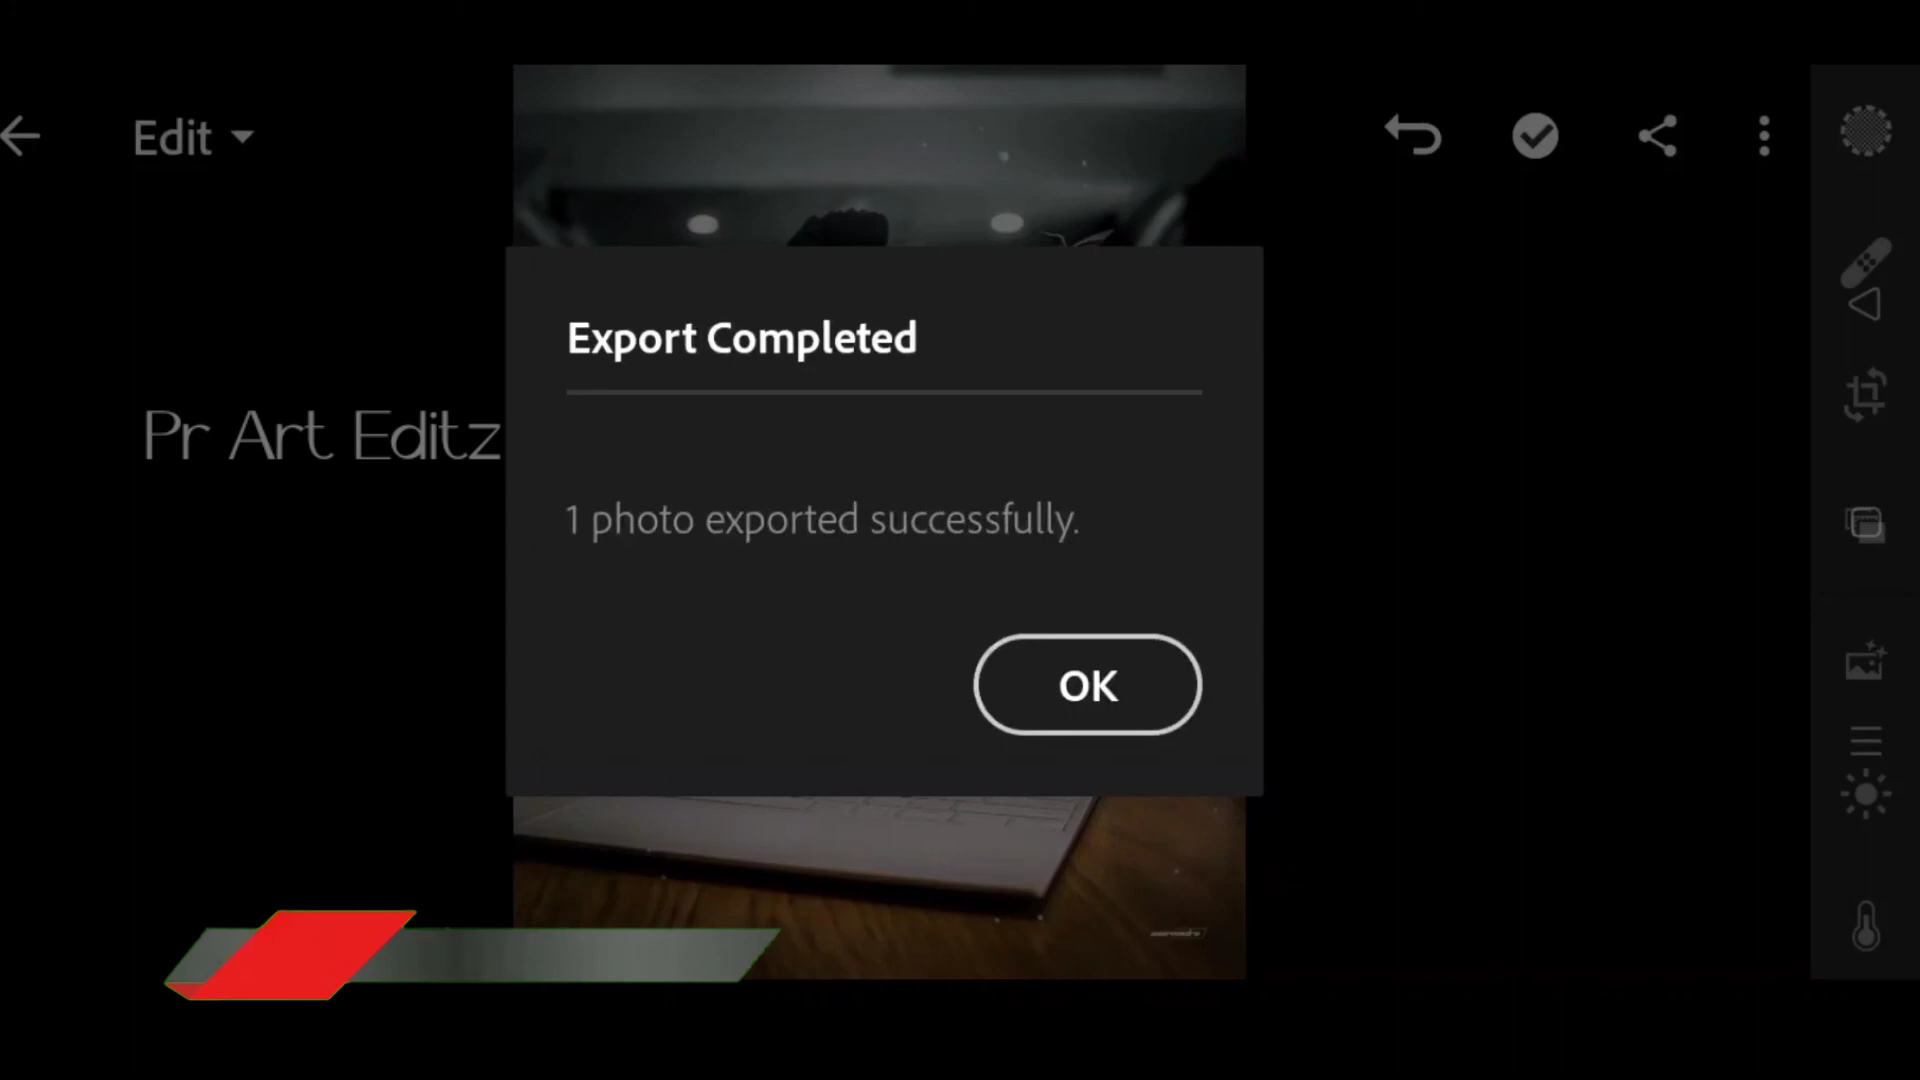 Edit
Export Completed
Pr Art Editz
1 photo exported successfully.
OK